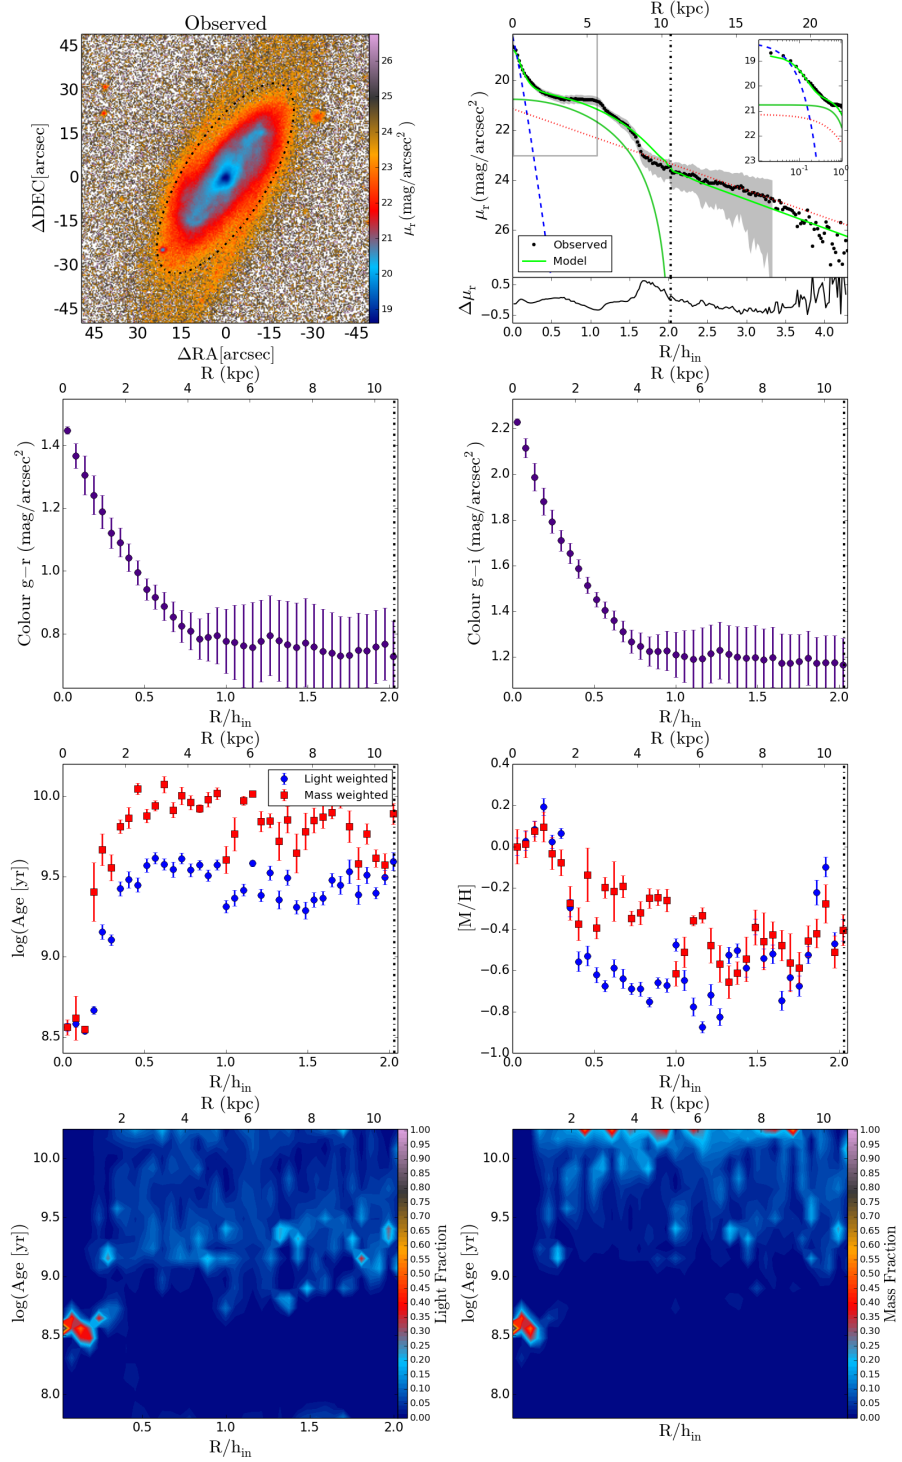 Observed
45
30
15
0
-15
-30
-45
ΔDEC[arcsec]
45
15
0
-15
-30
-45
ΔRA[arcsec]
26
25
24
23
22
21
20
19
μr(mag/arcsec²)
R (kpc)
0 5 10 15 20
20
22
24
26
μr(mag/arcsec²)
Observed
Model
19
20
21
22
23
10⁻¹ 10⁰
0.5
−0.5
Δμr
0.0 0.5 1.0 1.5 2.0 2.5 3.0 3.5 4.0
R/hin
R (kpc)
0 2 4 6 8 10
1.4
1.2
1.0
0.8
Colour g−r (mag/arcsec²)
0.0 0.5 1.0 1.5 2.0
R/hin
R (kpc)
0 2 4 6 8 10
2.2
2.0
1.8
1.6
1.4
1.2
Colour g−i (mag/arcsec²)
0.0 0.5 1.0 1.5 2.0
R/hin
R (kpc)
0 2 4 6 8 10
10.0
9.5
9.0
8.5
log(Age [yr])
Light weighted
Mass weighted
0.0 0.5 1.0 1.5 2.0
R/hin
R (kpc)
0 2 4 6 8 10
0.4
0.2
0.0
−0.2
−0.4
−0.6
−0.8
−1.0
[M/H]
0.0 0.5 1.0 1.5 2.0
R/hin
R (kpc)
2 4 6 8 10
10.0
9.5
9.0
8.5
8.0
log(Age [yr])
0.5 1.0 1.5 2.0
R/hin
1.00
0.95
0.90
0.85
0.80
0.75
0.70
0.65
0.60
0.55
0.50
0.45
0.40
0.35
0.30
0.25
0.20
0.15
0.10
0.05
0.00
Light Fraction
R (kpc)
2 4 6 8 10
10.0
9.5
9.0
8.5
8.0
log(Age [yr])
R/hin
1.00
0.95
0.90
0.85
0.80
0.75
0.70
0.65
0.60
0.55
0.50
0.45
0.40
0.35
0.30
0.25
0.20
0.15
0.10
0.05
0.00
Mass Fraction